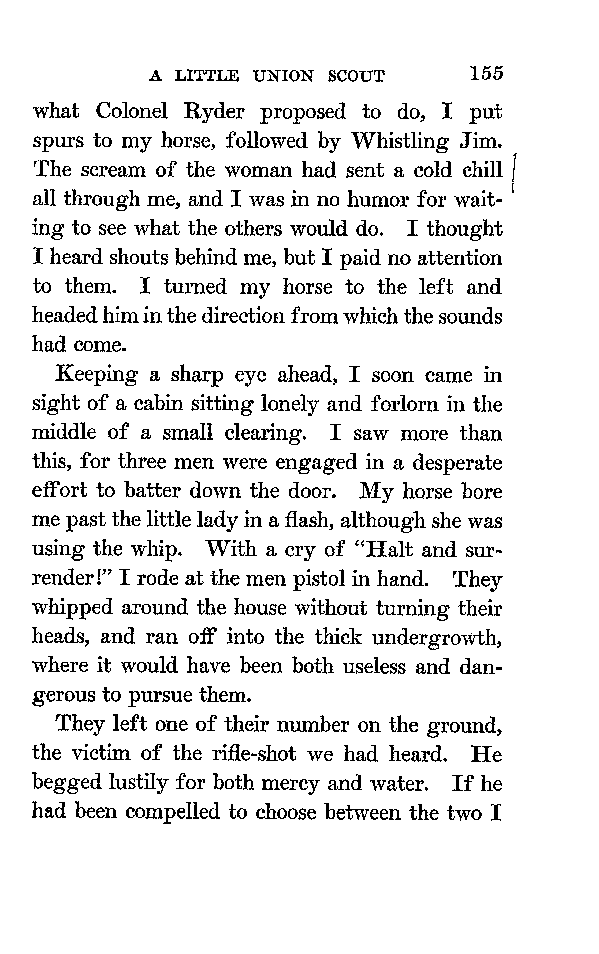 A LITTLE UNION SCOUT 155
what Colonel Ryder proposed to do, I put
spurs to my horse, followed by Whistling Jim.
The scream of the woman had sent a cold chill
all through me, and I was in no humor for wait-
ing to see what the others would do. I thought
I heard shouts behind me, but I paid no attention
to them. I turned my horse to the left and
headed him in the direction from which the sounds
had come.
Keeping a sharp eye ahead, I soon came in
sight of a cabin sitting lonely and forlorn in the
middle of a small clearing. I saw more than
this, for three men were engaged in a desperate
effort to batter down the door. My horse bore
me past the little lady in a flash, although she was
using the whip. With a cry of "Halt and sur-
render!" I rode at the men pistol in hand. They
whipped around the house without turning their
heads, and ran off into the thick undergrowth,
where it would have been both useless and dan-
gerous to pursue them.
They left one of their number on the ground,
the victim of the rifle-shot we had heard. He
begged lustily for both mercy and water. If he
had been compelled to choose between the two I